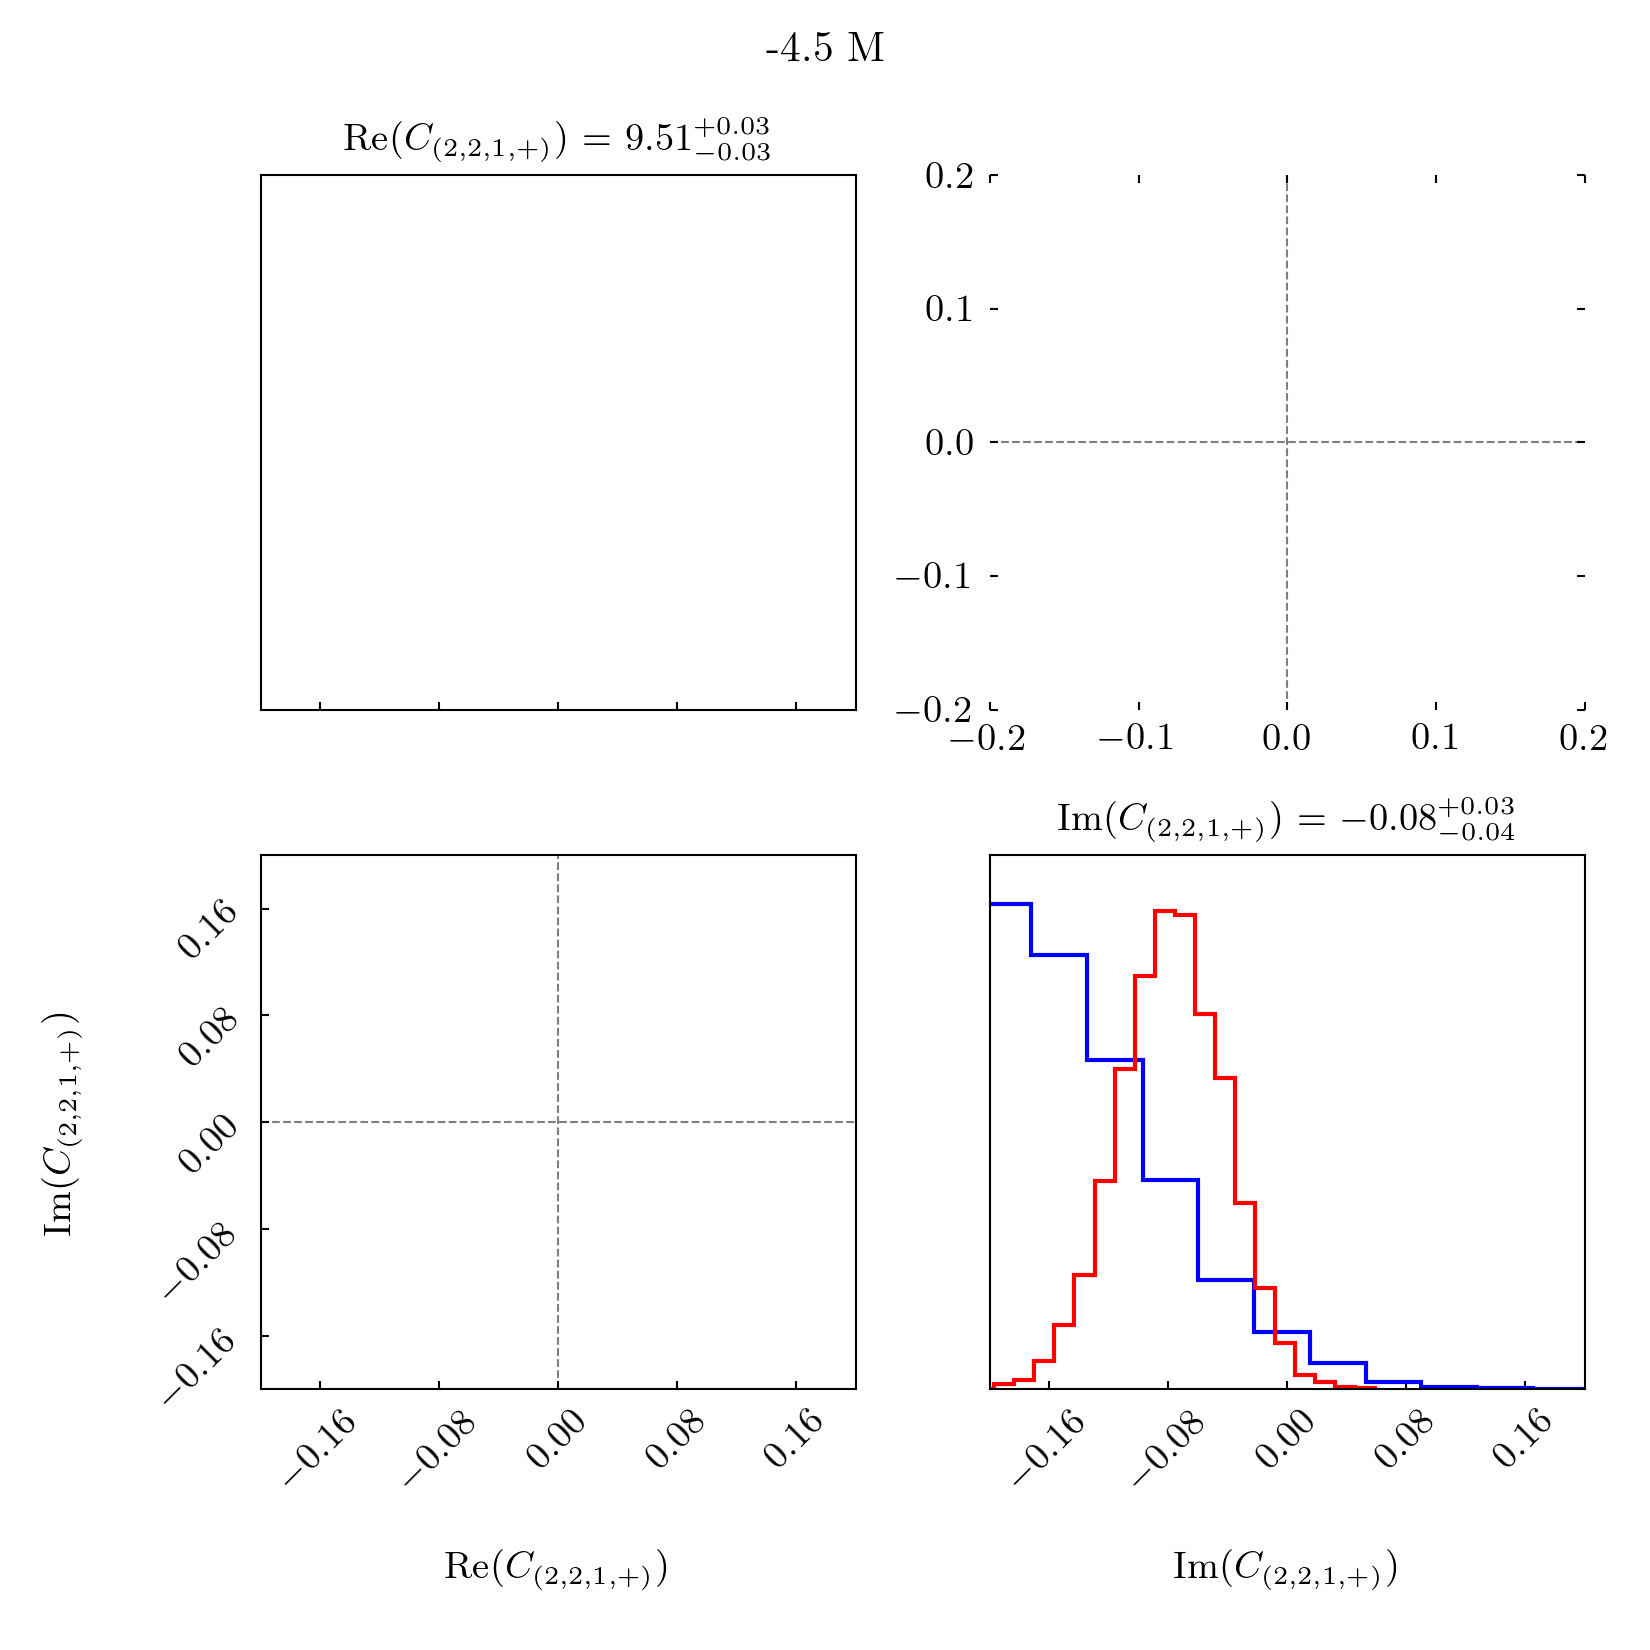 -4.5 M
Re(C_(2,2,1,+)) = 9.51^{+0.03}_{−0.03}
0.2
0.1
0.0
−0.1
−0.2
−0.2 −0.1 0.0 0.1 0.2
Im(C_(2,2,1,+)) = −0.08^{+0.03}_{−0.04}
Im(C_(2,2,1,+))
0.16
0.08
0.00
−0.08
−0.16
−0.16 −0.08 0.00 0.08 0.16
−0.16 −0.08 0.00 0.08 0.16
Re(C_(2,2,1,+))
Im(C_(2,2,1,+))